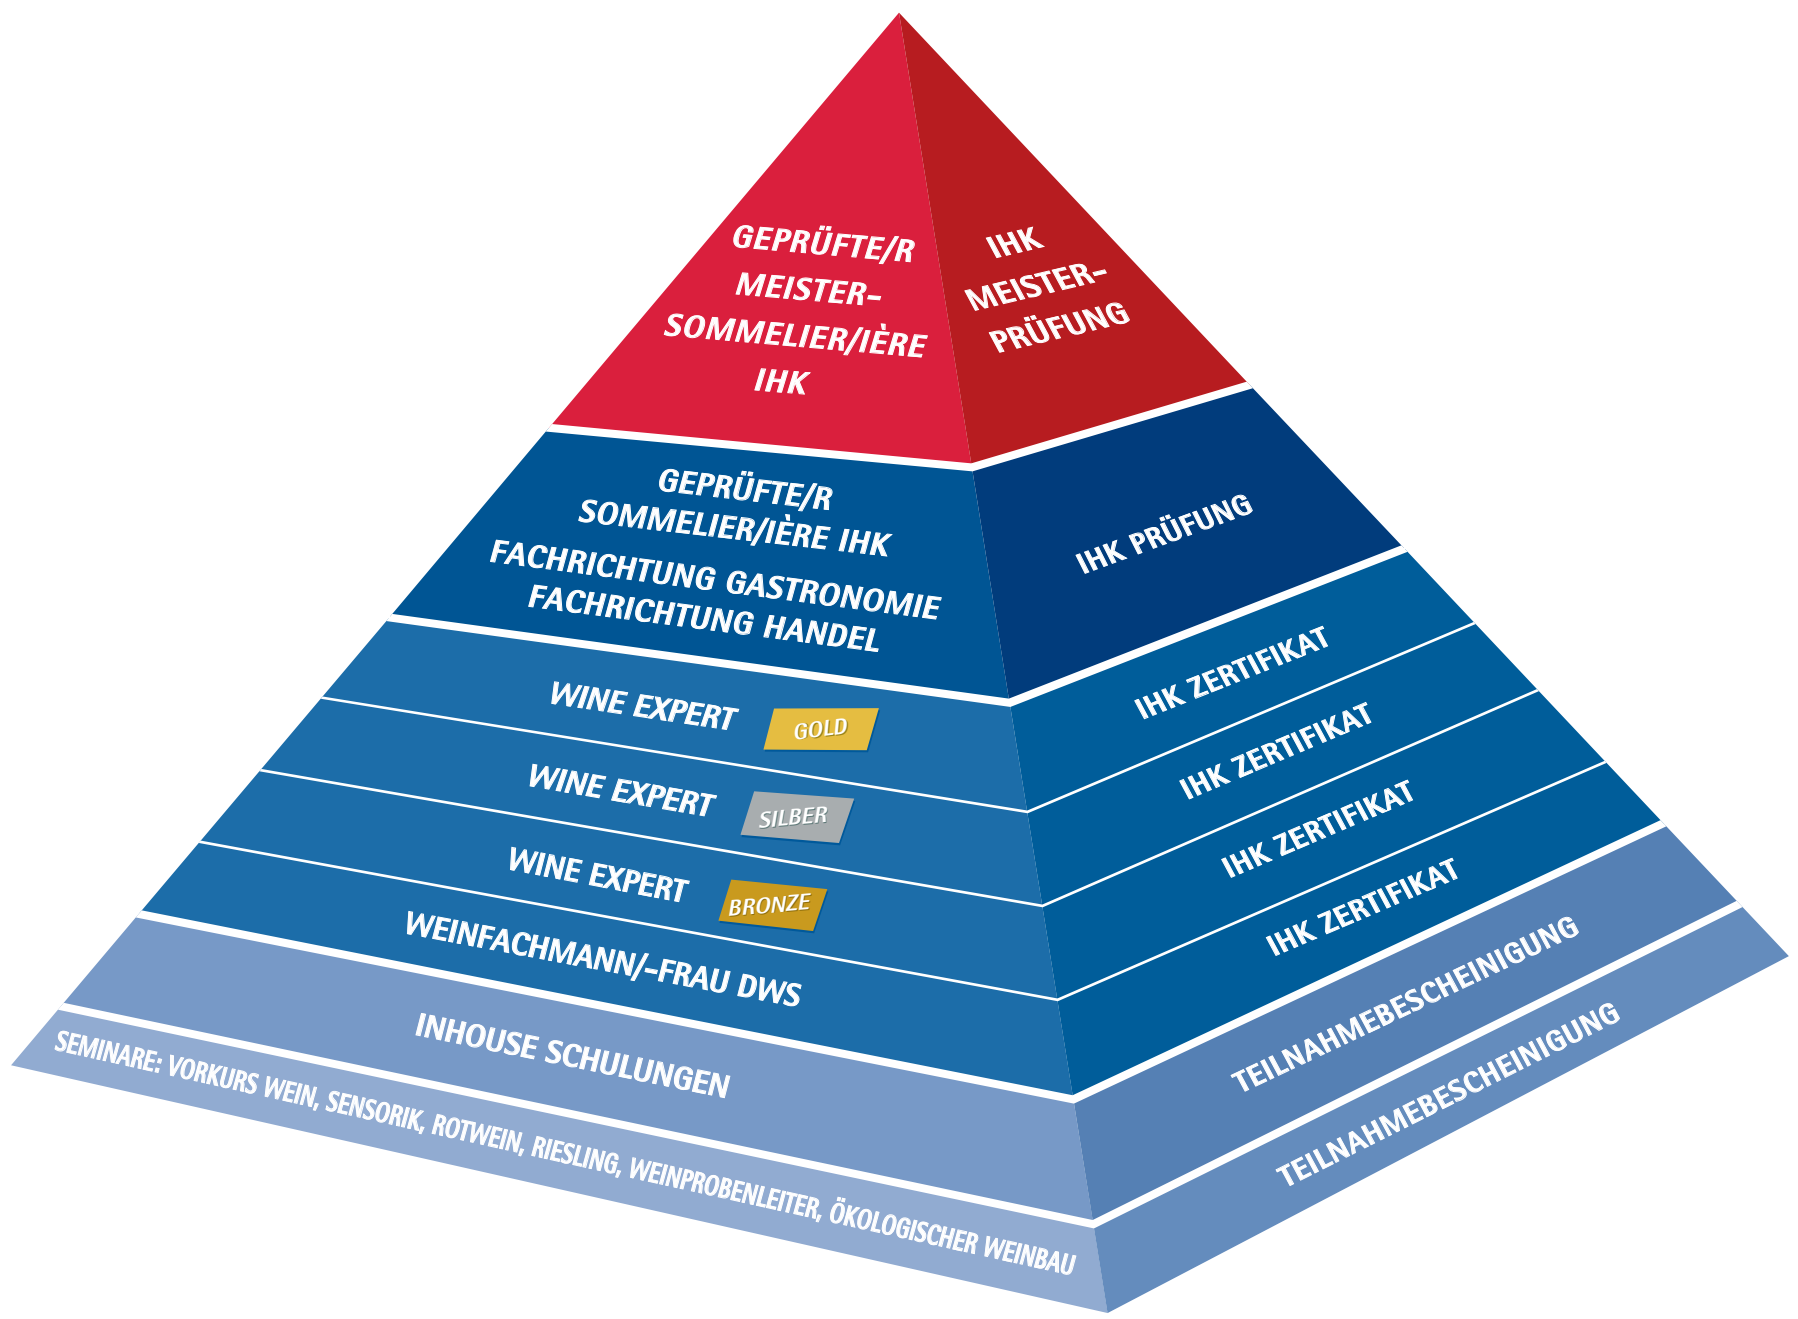 GEPRÜFTE/R
MEISTER-
SOMMELIER/IÈRE
IHK
IHK
MEISTER-
PRÜFUNG
GEPRÜFTE/R
SOMMELIER/IÈRE IHK
FACHRICHTUNG GASTRONOMIE
FACHRICHTUNG HANDEL
IHK PRÜFUNG
WINE EXPERT GOLD
IHK ZERTIFIKAT
WINE EXPERT SILBER
IHK ZERTIFIKAT
WINE EXPERT BRONZE
IHK ZERTIFIKAT
WEINFACHMANN/-FRAU DWS
IHK ZERTIFIKAT
INHOUSE SCHULUNGEN
TEILNAHMEBESCHEINIGUNG
SEMINARE: VORKURS WEIN, SENSORIK, ROTWEIN, RIESLING, WEINPROBENLEITER, ÖKOLOGISCHER WEINBAU
TEILNAHMEBESCHEINIGUNG